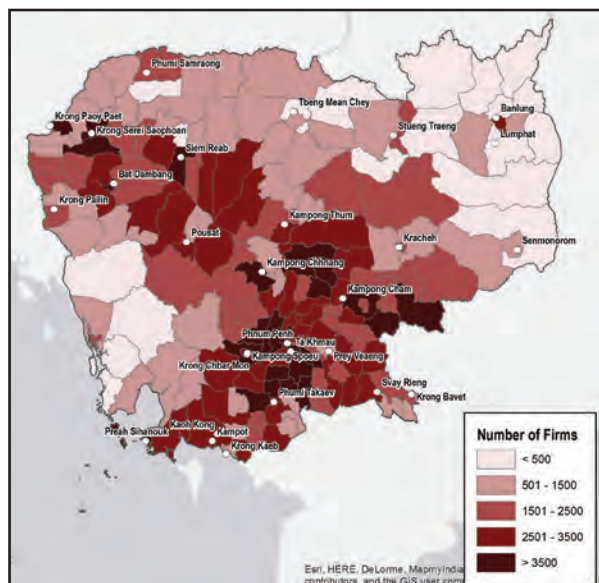 Phumi Samraong
Krong Paoy Paet
Tbeng Mean Chey
Banlung
Krong Serei Saophoan
Stueng Traeng
Lumphat
Siem Reab
Bat Dambang
Krong Pailin
Kampong Thum
Pousat
Kracheh
Senmonorom
Kampong Chhnang
Kampong Cham
Phnum Penh
Ta Khmau
Kampong Spoeu
Prey Veaeng
Krong Chbar Mon
Svay Rieng
Krong Bavet
Phumi Takaev
Kaoh Kong
Preah Sihanouk
Kampot
Krong Kaeb
Number of Firms
< 500
501 - 1500
1501 - 2500
2501 - 3500
> 3500
Esri, HERE, DeLorme, MapmyIndia
contributors, and the GIS user com